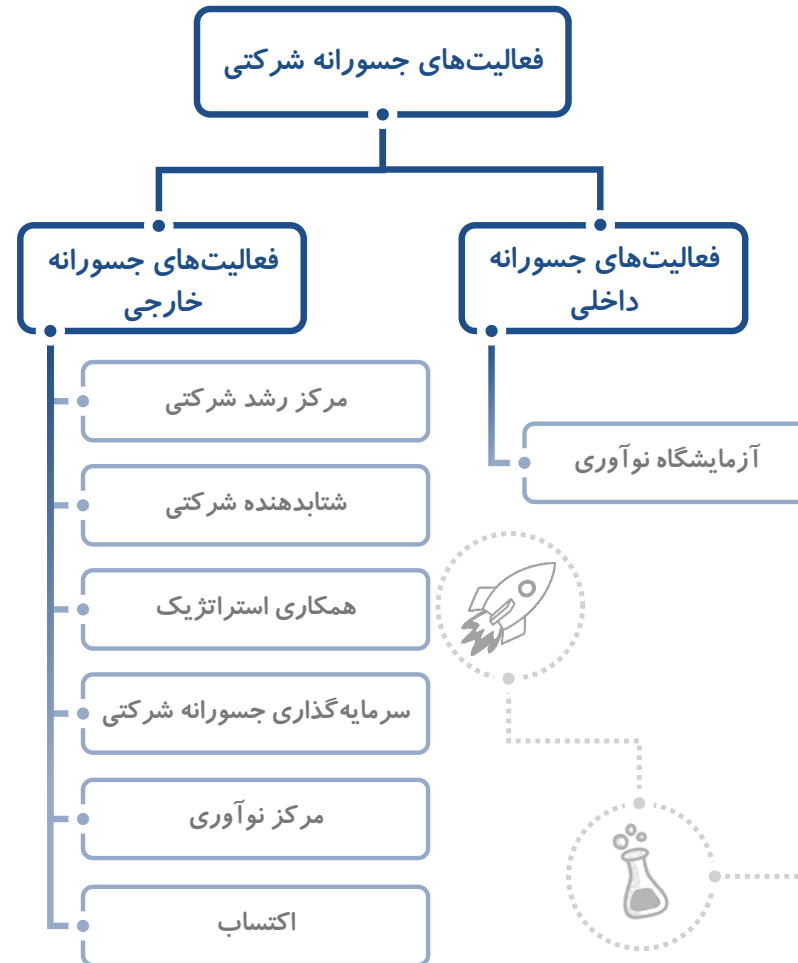 فعالیت‌های جسورانه شرکتی
فعالیت‌های جسورانه
داخلی
آزمایشگاه نوآوری
فعالیت‌های جسورانه
خارجی
مرکز رشد شرکتی
شتابدهنده شرکتی
همکاری استراتژیک
سرمایه‌گذاری جسورانه شرکتی
مرکز نوآوری
اکتساب